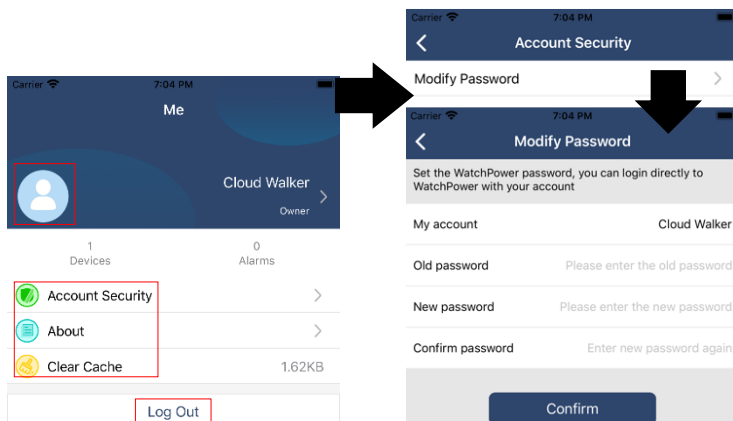 Carrier 7:04 PM
Me
Cloud Walker
Owner
1 0
Devices Alarms
Account Security
About
Clear Cache 1.62KB
Log Out
Carrier 7:04 PM
Account Security
Modify Password
Carrier 7:04 PM
Modify Password
Set the WatchPower password, you can login directly to
WatchPower with your account
My account Cloud Walker
Old password Please enter the old password
New password Please enter the new password
Confirm password Enter new password again
Confirm